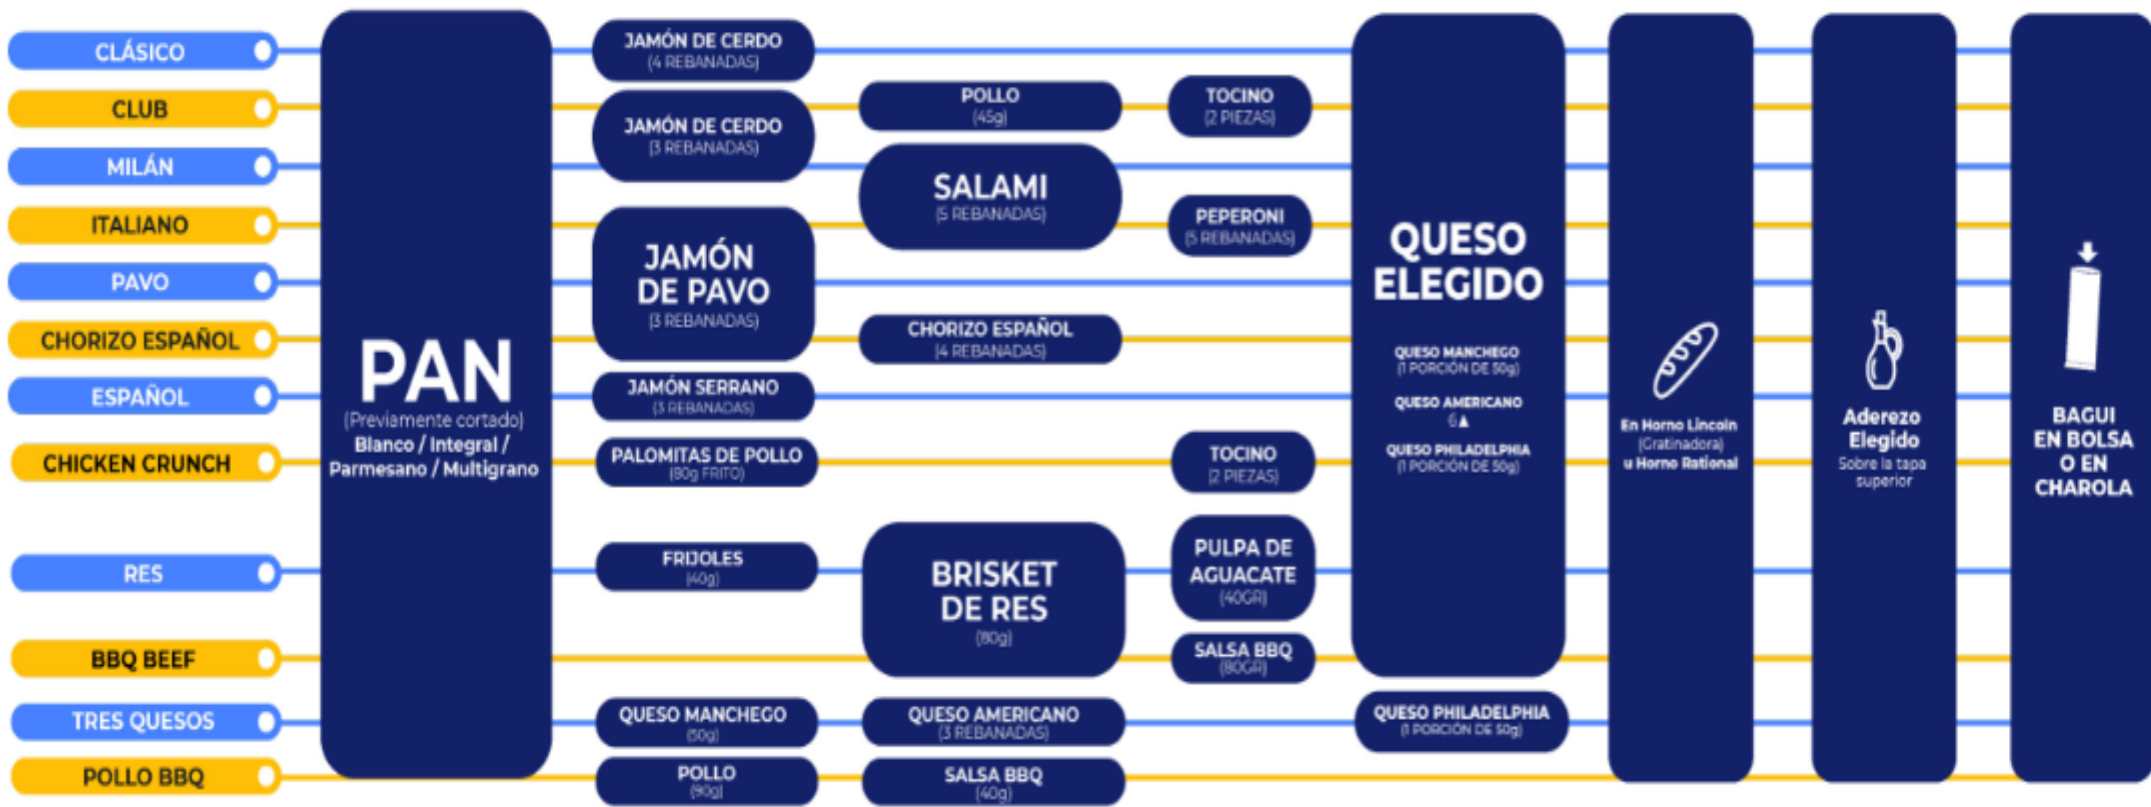 CLÁSICO
CLUB
MILÁN
ITALIANO
PAVO
CHORIZO ESPAÑOL
ESPAÑOL
CHICKEN CRUNCH
RES
BBQ BEEF
TRES QUESOS
POLLO BBQ
PAN
(Previamente cortado)
Blanco / Integral /
Parmesano / Multigrano
JAMÓN DE CERDO
(4 REBANADAS)
JAMÓN DE CERDO
(3 REBANADAS)
JAMÓN
DE PAVO
(3 REBANADAS)
JAMÓN SERRANO
(3 REBANADAS)
PALOMITAS DE POLLO
(80g FRITO)
FRIJOLES
(40g)
QUESO MANCHEGO
(50g)
POLLO
(90g)
POLLO
(45g)
SALAMI
(5 REBANADAS)
CHORIZO ESPAÑOL
(4 REBANADAS)
BRISKET
DE RES
(80g)
QUESO AMERICANO
(3 REBANADAS)
SALSA BBQ
(40g)
TOCINO
(2 PIEZAS)
PEPERONI
(5 REBANADAS)
TOCINO
(2 PIEZAS)
PULPA DE
AGUACATE
(40GR)
SALSA BBQ
(80GR)
QUESO
ELEGIDO
QUESO MANCHEGO
(1 PORCIÓN DE 50g)
QUESO AMERICANO
6▲
QUESO PHILADELPHIA
(1 PORCIÓN DE 50g)
QUESO PHILADELPHIA
(1 PORCIÓN DE 50g)
En Horno Lincoln
(Gratinadora)
u Horno Rational
Aderezo
Elegido
Sobre la tapa
superior
BAGUI
EN BOLSA
O EN
CHAROLA